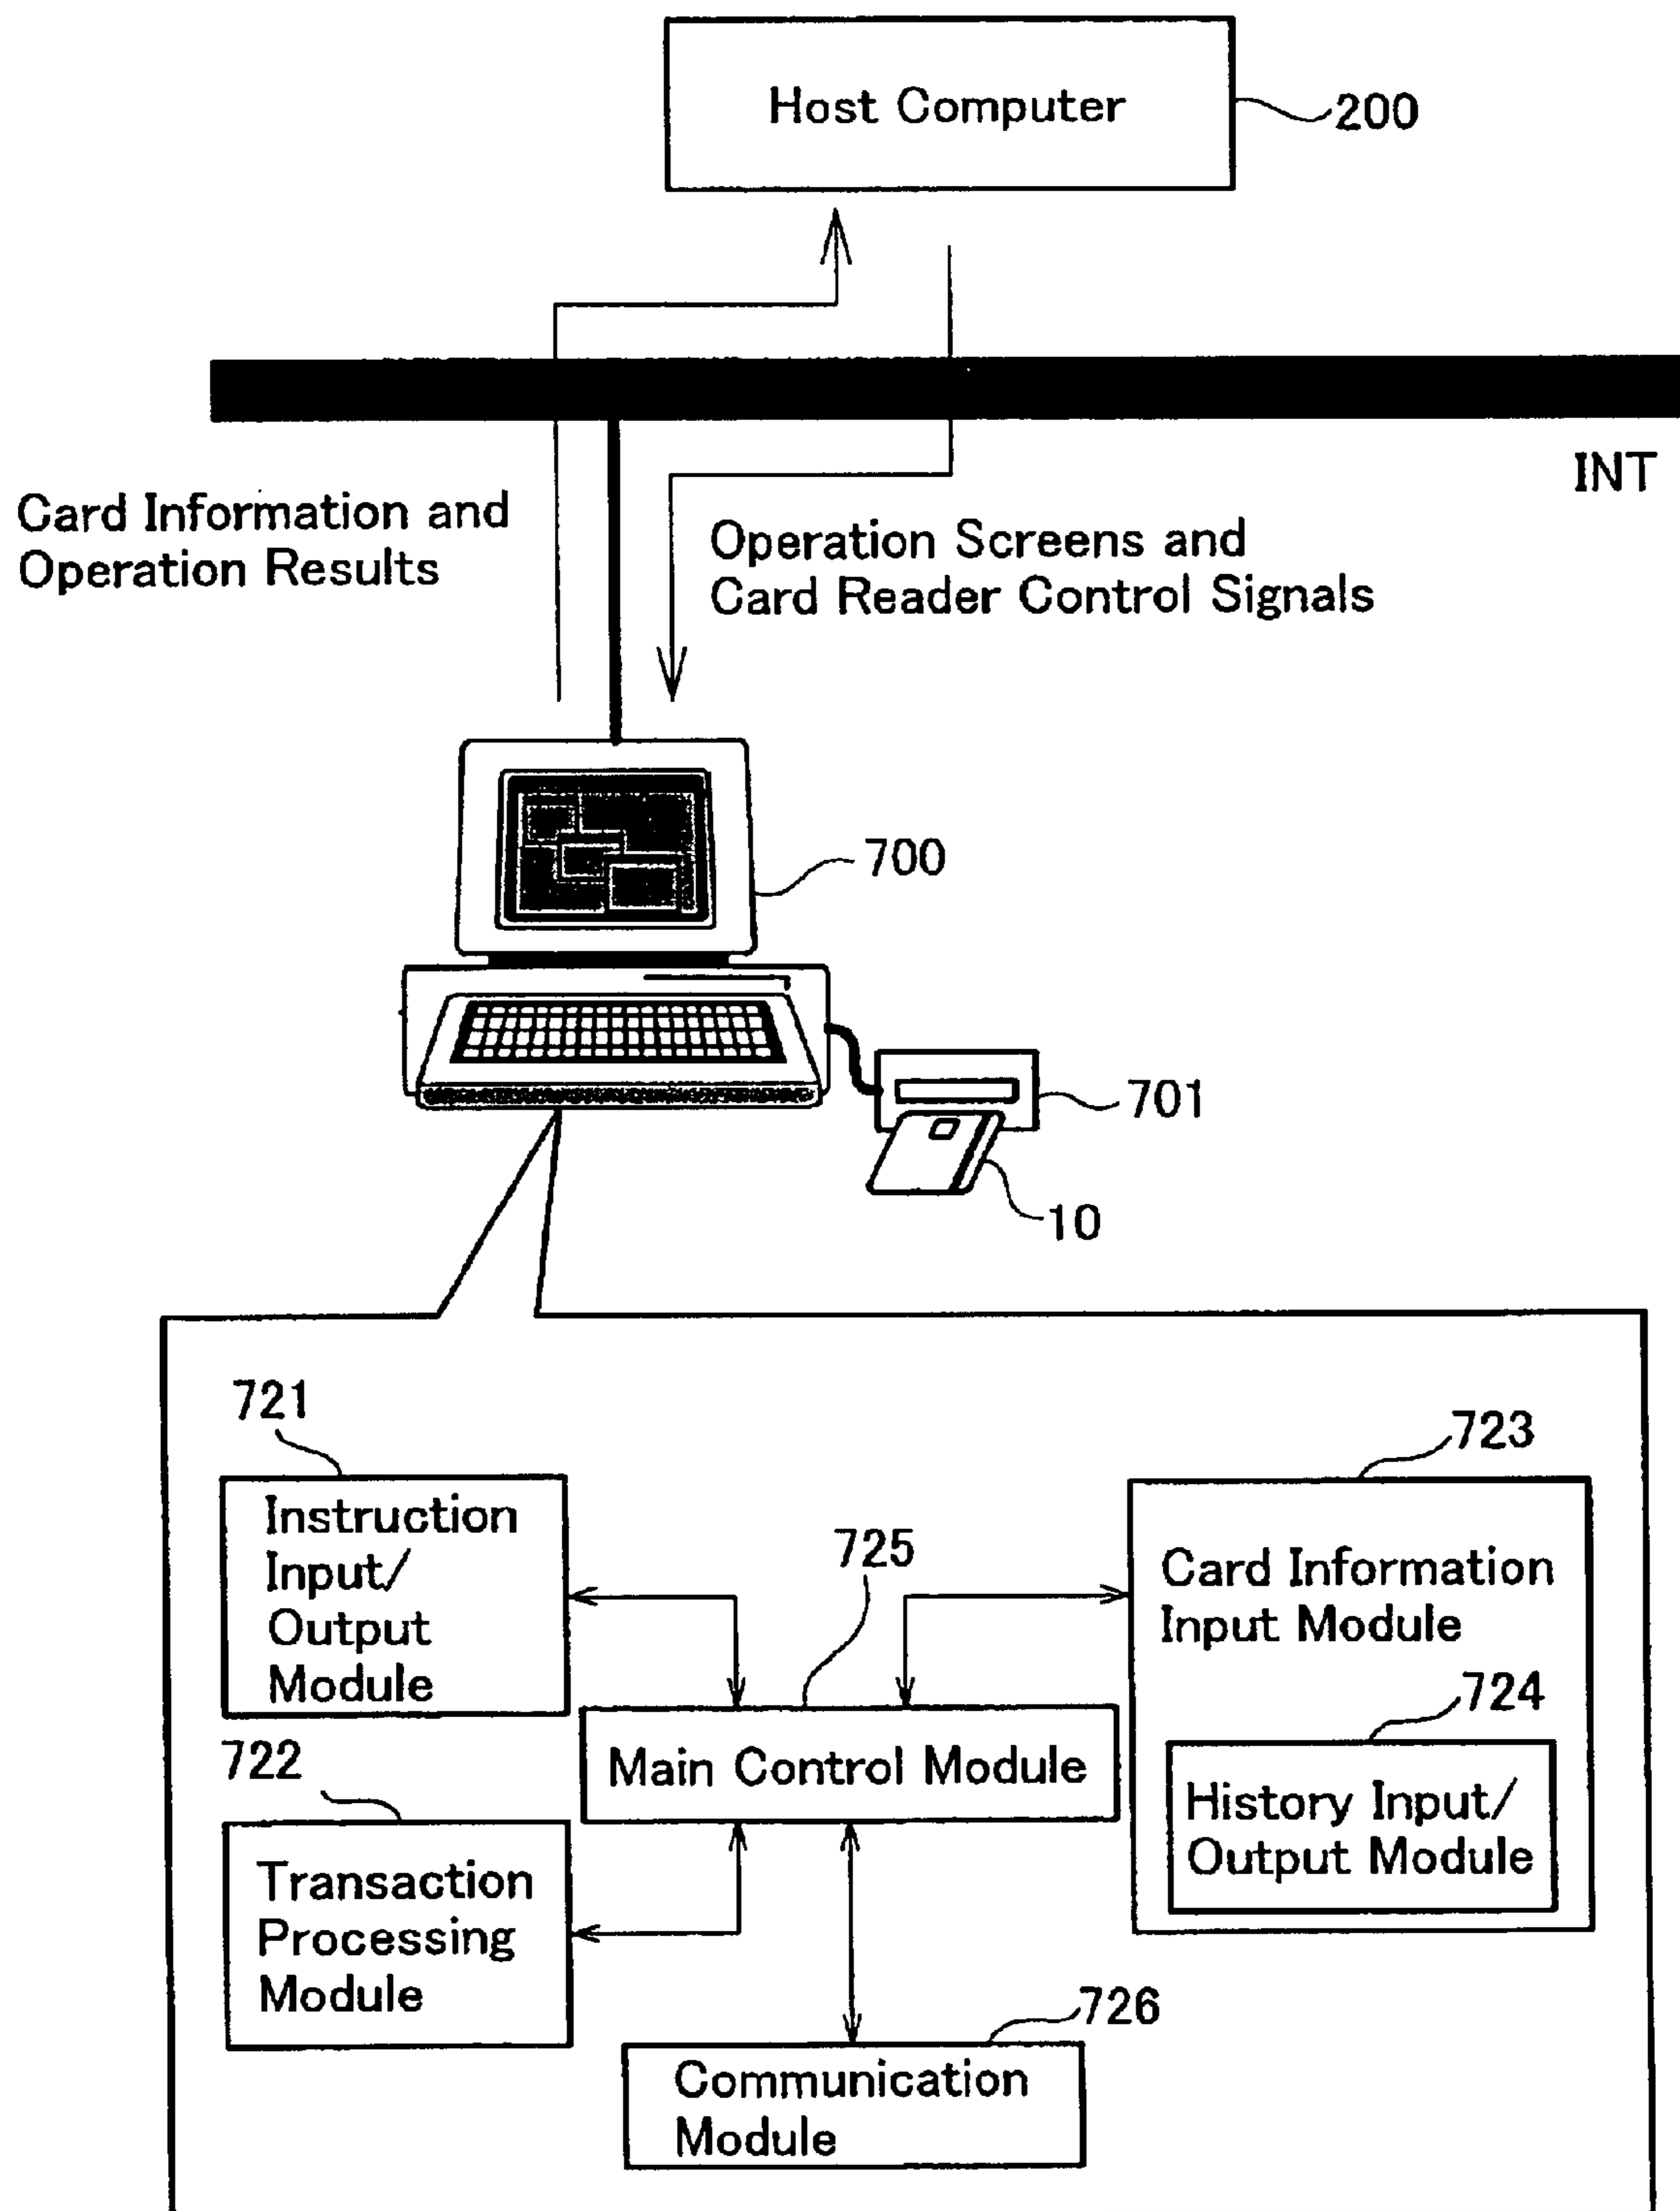 Host Computer
200
INT
Card Information and
Operation Results
Operation Screens and
Card Reader Control Signals
700
701
10
721
Instruction
Input/
Output
Module
723
Card Information
Input Module
725
Main Control Module
724
History Input/
Output Module
722
Transaction
Processing
Module
726
Communication
Module